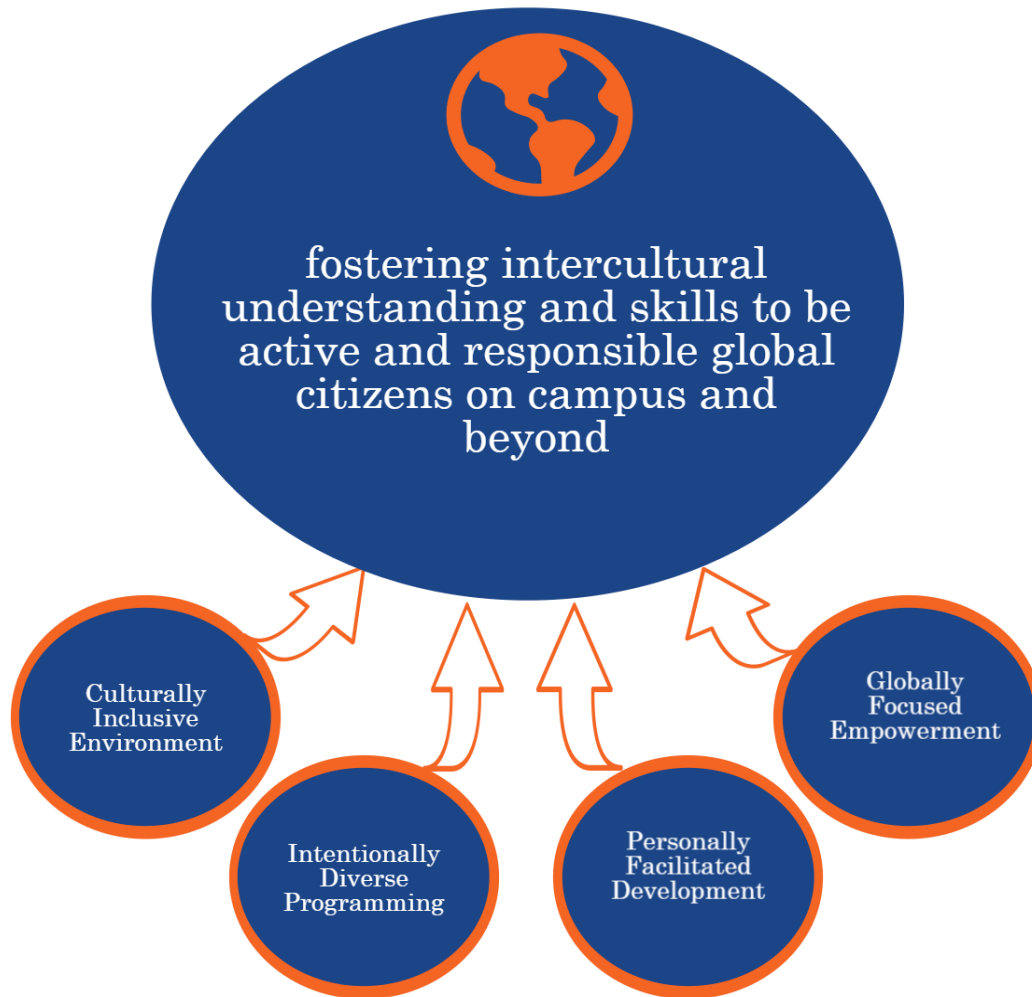 fostering intercultural
understanding and skills to be
active and responsible global
citizens on campus and
beyond
Culturally
Inclusive
Environment
Intentionally
Diverse
Programming
Personally
Facilitated
Development
Globally
Focused
Empowerment